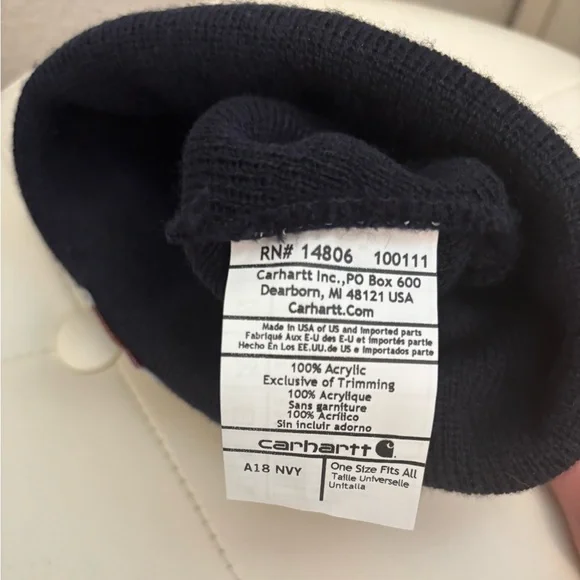 RN# 14806 100111
Carhartt Inc.,PO Box 600
Dearborn, MI 48121 USA
Carhartt.Com
Made in USA of US and Imported parts
Fabriqué Aux E-U des E-U et importés partie
Hecho En Los EE.UU. de US e Importados parte
100% Acrylic
Exclusive of Trimming
100% Acrylique
Sans garniture
100% Acrílico
Sin incluir adorno
carhartt
A18 NVY
One Size Fits All
Taille Universelle
Unitalla